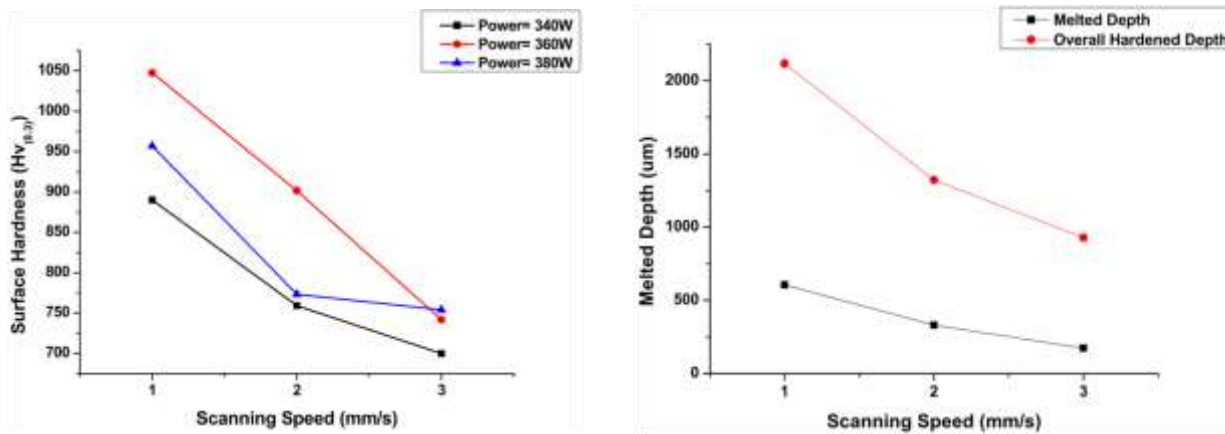 Power= 340W
Power= 360W
Power= 380W
1050
1000
950
900
850
800
750
700
Surface Hardness (Hv(0.3))
1 2 3
Scanning Speed (mm/s)
Melted Depth
Overall Hardened Depth
2000
1500
1000
500
0
Melted Depth (um)
1 2 3
Scanning Speed (mm/s)